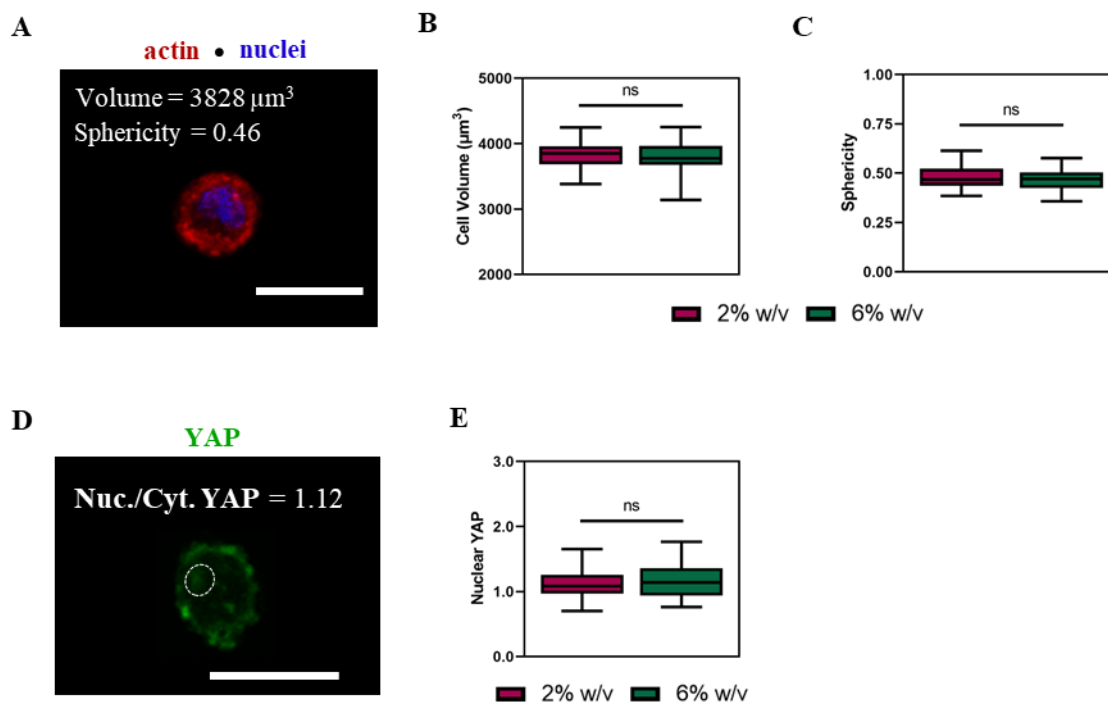 A
actin • nuclei
Volume = 3828 µm³
Sphericity = 0.46
B
5000
4000
3000
2000
Cell Volume (µm³)
ns
C
1.00
0.75
0.50
0.25
0.00
Sphericity
ns
2% w/v 6% w/v
D
YAP
Nuc./Cyt. YAP = 1.12
E
3.0
2.0
1.0
0.0
Nuclear YAP
ns
2% w/v 6% w/v